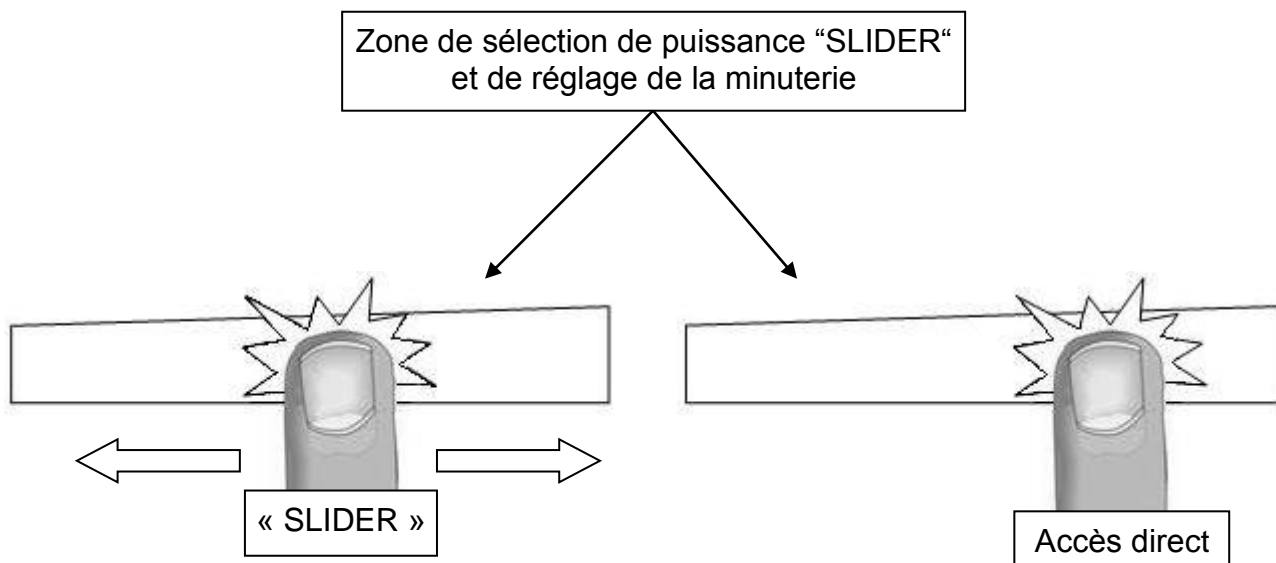 Zone de sélection de puissance “SLIDER“
et de réglage de la minuterie
« SLIDER »
Accès direct